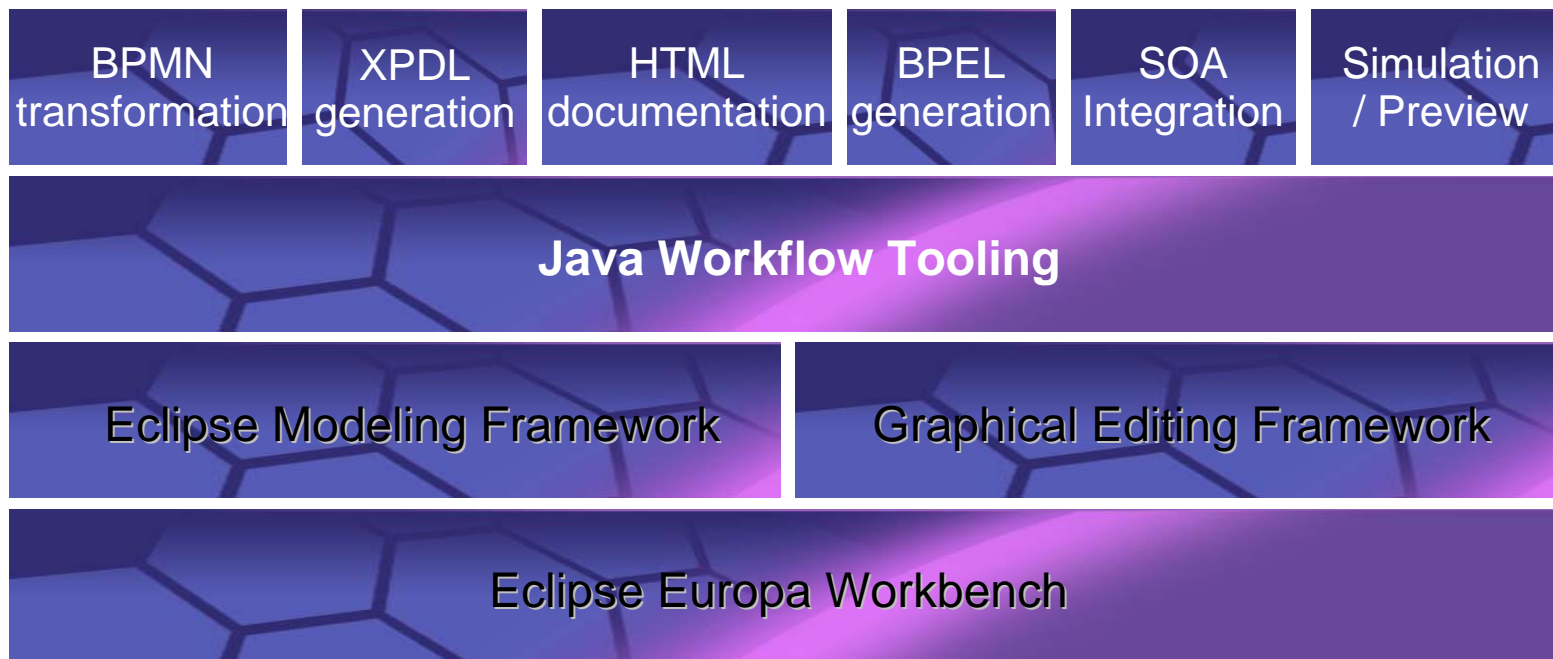 BPMN
transformation
XPDL
generation
HTML
documentation
BPEL
generation
SOA
Integration
Simulation
/ Preview
Java Workflow Tooling
Eclipse Modeling Framework
Graphical Editing Framework
Eclipse Europa Workbench